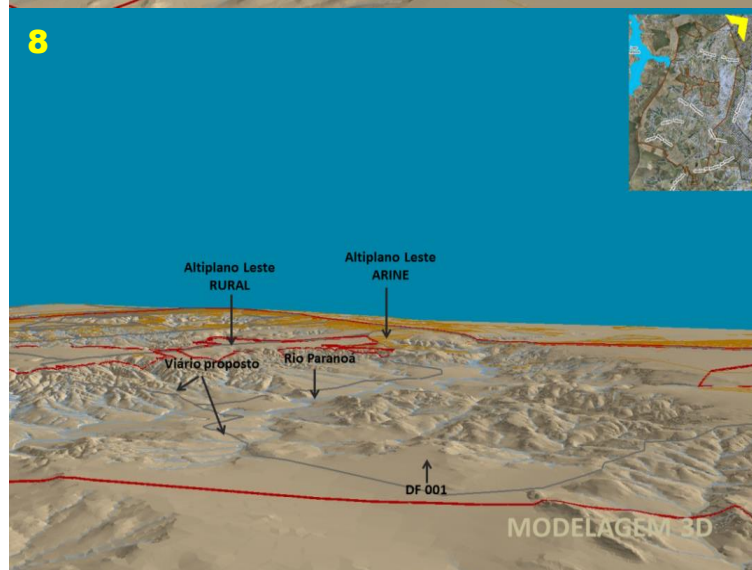 8
Altiplano Leste
RURAL
Altiplano Leste
ARINE
Viário proposto
Rio Paranoá
DF 001
MODELAGEM 3D